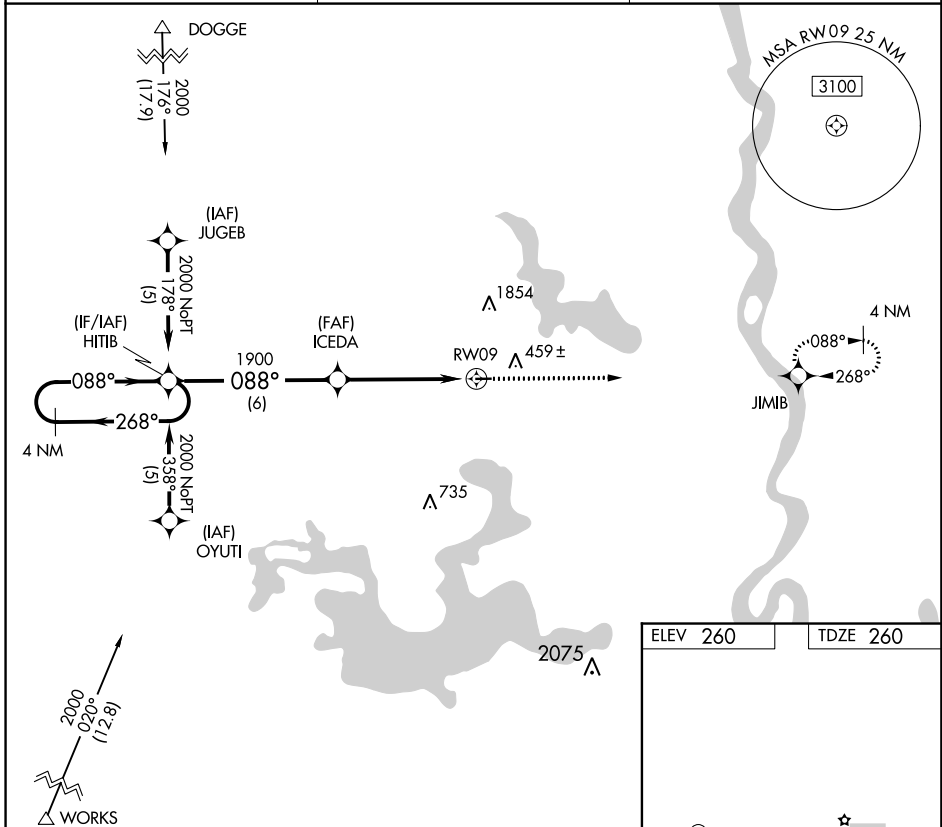 DOGGE
2000
176°
(17.9)
MSA RW09 25 NM
3100
(IAF)
JUGEB
2000 NoPT
178°
(5)
1854
(IF/IAF)
HITIB
(FAF)
ICEDA
4 NM
RW09
459 ±
088°
088°
1900
088°
(6)
268°
268°
JIMIB
4 NM
2000 NoPT
358°
(5)
735
(IAF)
OYUTI
ELEV 260
TDZE 260
2075
2000
020°
(12.8)
WORKS